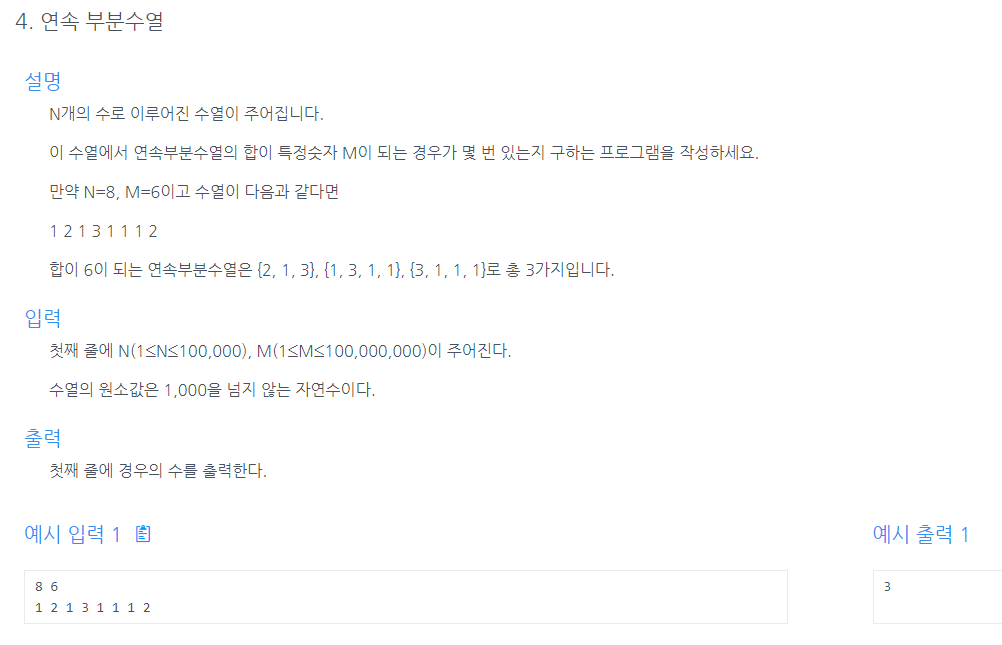 4. 연속 부분수열
설명
N개의 수로 이루어진 수열이 주어집니다.
이 수열에서 연속부분수열의 합이 특정숫자 M이 되는 경우가 몇 번 있는지 구하는 프로그램을 작성하세요.
만약 N=8, M=6이고 수열이 다음과 같다면
1 2 1 3 1 1 1 2
합이 6이 되는 연속부분수열은 {2, 1, 3}, {1, 3, 1, 1}, {3, 1, 1, 1}로 총 3가지입니다.
입력
첫째 줄에 N(1≤N≤100,000), M(1≤M≤100,000,000)이 주어진다.
수열의 원소값은 1,000을 넘지 않는 자연수이다.
출력
첫째 줄에 경우의 수를 출력한다.
예시 입력 1
8 6
1 2 1 3 1 1 1 2
예시 출력 1
3